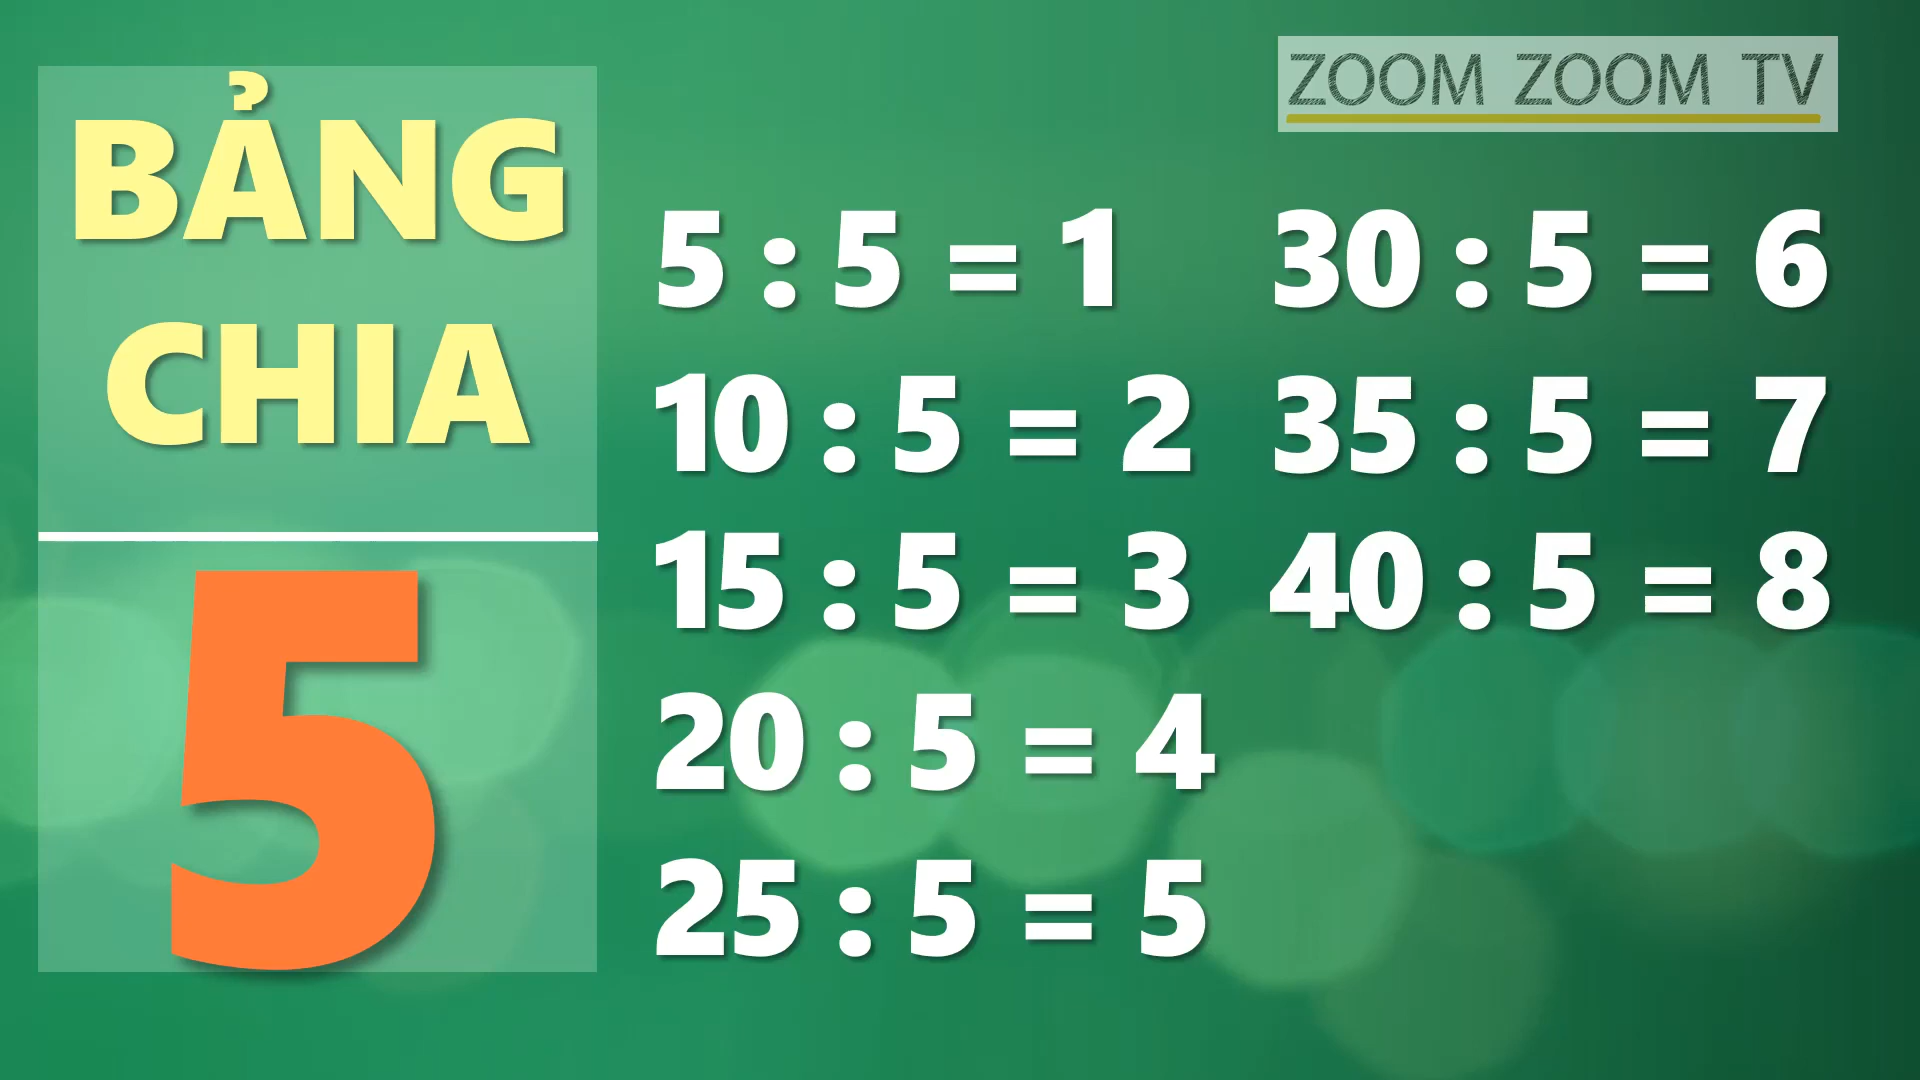 BẢNG
CHIA
5
ZOOM ZOOM TV
5 : 5 = 1
10 : 5 = 2
15 : 5 = 3
20 : 5 = 4
25 : 5 = 5
30 : 5 = 6
35 : 5 = 7
40 : 5 = 8